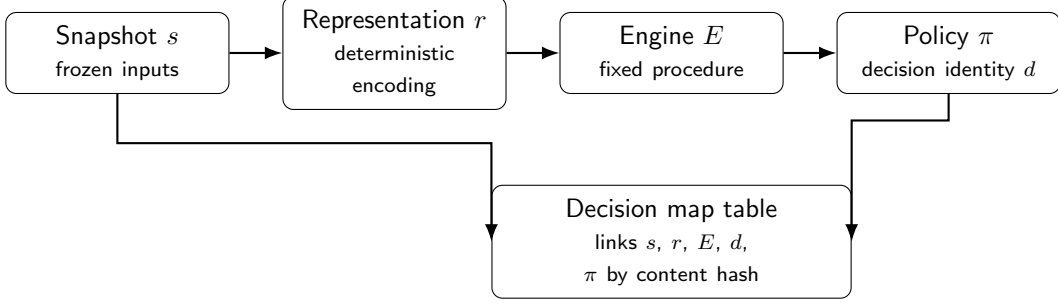 Snapshot s
frozen inputs
Representation r
deterministic
encoding
Engine E
fixed procedure
Policy π
decision identity d
Decision map table
links s, r, E, d,
π by content hash